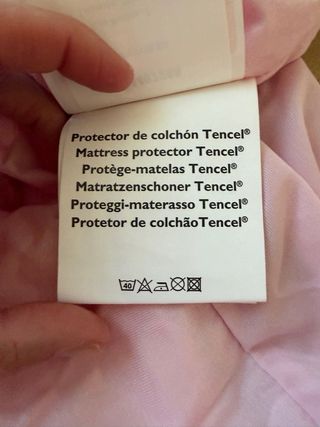 Protector de colchón Tencel®
Mattress protector Tencel®
Protège-matelas Tencel®
Matratzenschoner Tencel®
Proteggi-materasso Tencel®
Protetor de colchãoTencel®
40